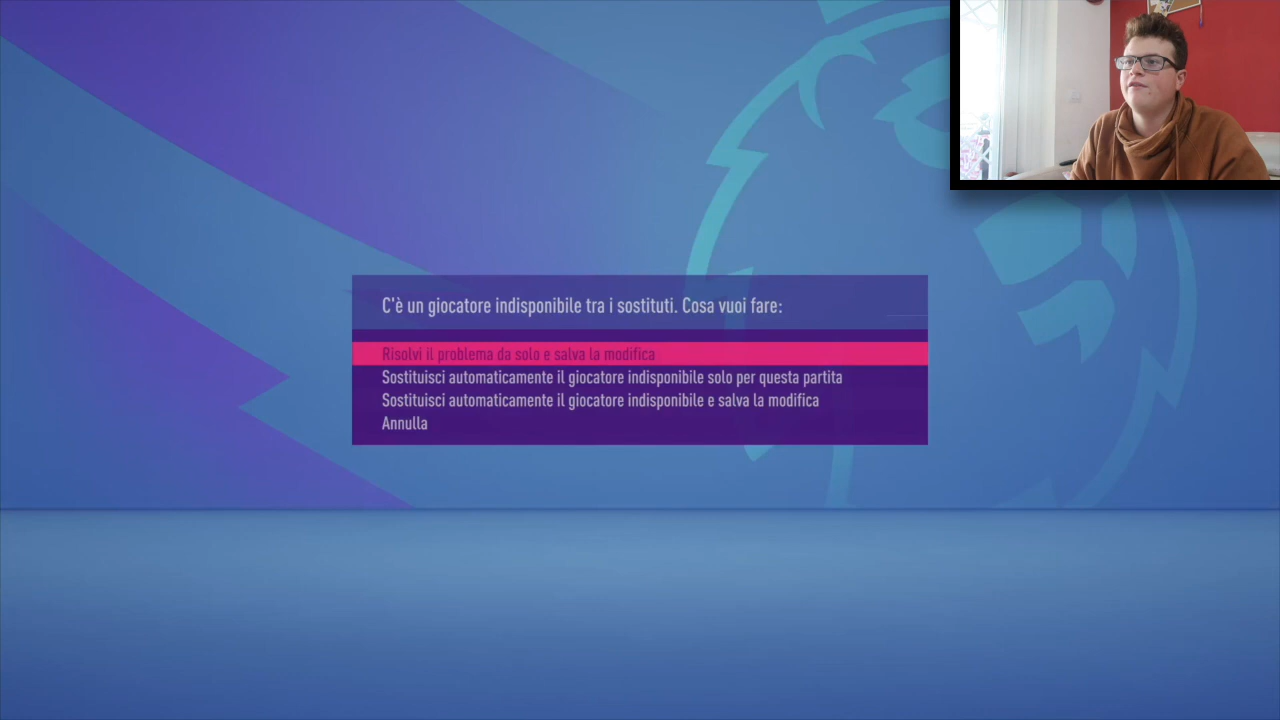 C'è un giocatore indisponibile tra i sostituti. Cosa vuoi fare:
Risolvi il problema da solo e salva la modifica
Sostituisci automaticamente il giocatore indisponibile solo per questa partita
Sostituisci automaticamente il giocatore indisponibile e salva la modifica
Annulla